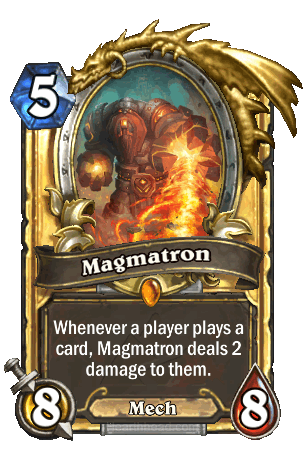 5
Magmatron
Whenever a player plays a
card, Magmatron deals 2
damage to them.
8
Mech
8